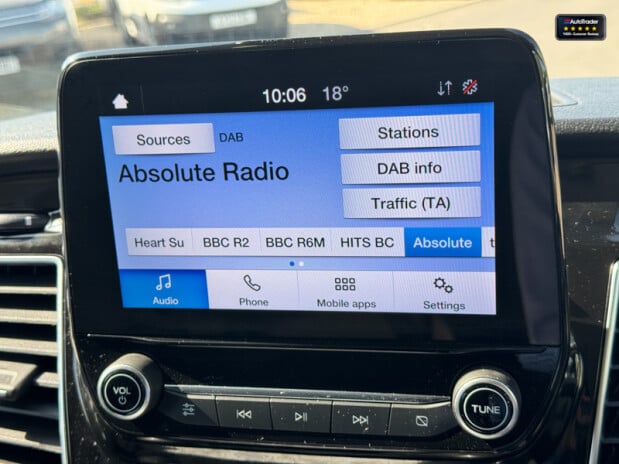 AutoTrader
10:06 18°
Sources DAB Stations
Absolute Radio DAB info
Traffic (TA)
Heart Su BBC R2 BBC R6M HITS BC Absolute t
Audio Phone Mobile apps Settings
VOL TUNE